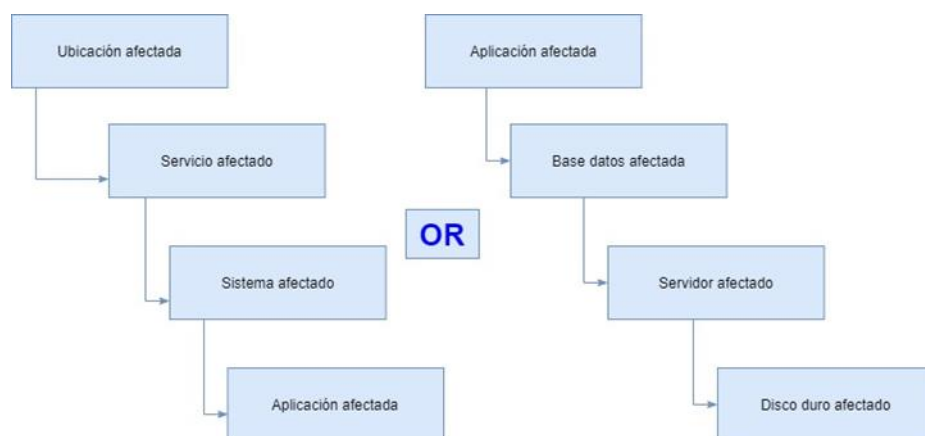 Ubicación afectada
Servicio afectado
Sistema afectado
Aplicación afectada
OR
Aplicación afectada
Base datos afectada
Servidor afectado
Disco duro afectado